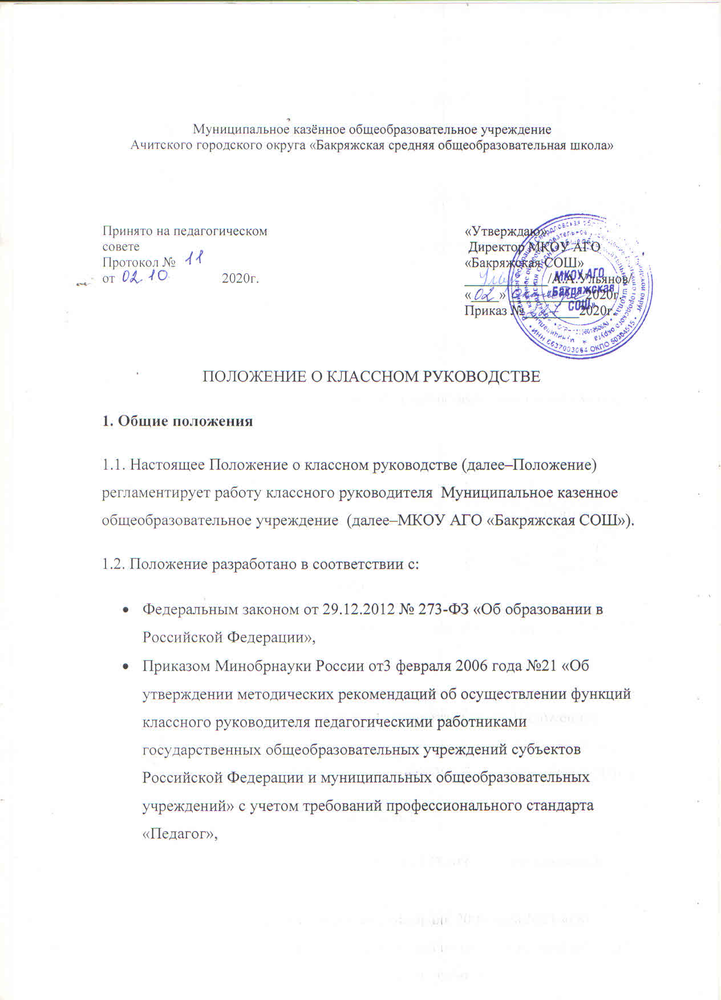 Муниципальное казённое общеобразовательное учреждение
Ачитского городского округа «Бакряжская средняя общеобразовательная школа»
Принято на педагогическом
совете
Протокол № 11
от 02.10 2020г.
«Утверждаю»
Директор МКОУ АГО
«Бакряжская СОШ»
/А.А.Ульянов/
«02» октября 2020г.
Приказ № 2020г.
МКОУ АГО
«Бакряжская
СОШ»
ИНН 6637003064 ОКПО 50304515
ПОЛОЖЕНИЕ О КЛАССНОМ РУКОВОДСТВЕ
1. Общие положения
1.1. Настоящее Положение о классном руководстве (далее–Положение)
регламентирует работу классного руководителя Муниципальное казенное
общеобразовательное учреждение (далее–МКОУ АГО «Бакряжская СОШ»).
1.2. Положение разработано в соответствии с:
• Федеральным законом от 29.12.2012 № 273-ФЗ «Об образовании в
Российской Федерации»,
• Приказом Минобрнауки России от3 февраля 2006 года №21 «Об
утверждении методических рекомендаций об осуществлении функций
классного руководителя педагогическими работниками
государственных общеобразовательных учреждений субъектов
Российской Федерации и муниципальных общеобразовательных
учреждений» с учетом требований профессионального стандарта
«Педагог»,